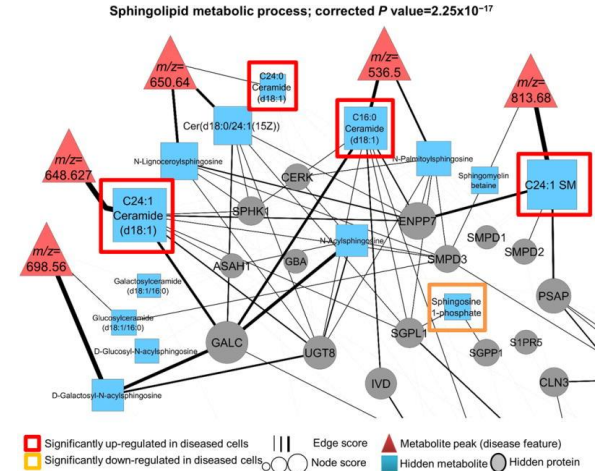 Sphingolipid metabolic process; corrected P value=2.25x10⁻¹⁷
m/z=
650.64
C24:0
Ceramide
(d18:1)
m/z=
536.5
m/z=
813.68
Cer(d18:0/24:1(15Z))
C16:0
Ceramide
(d18:1)
N-Lignoceroylsphingosine
N-Palmitoylsphingosine
m/z=
648.627
CERK
Sphingomyelin
betaine
C24:1 SM
C24:1
Ceramide
(d18:1)
SPHK1
ENPP7
m/z=
698.56
N-Acylsphingosine
SMPD1
SMPD2
ASAH1
GBA
SMPD3
Galactosylceramide
(d18:1/16:0)
PSAP
Sphingosine
1-phosphate
Glucosylceramide
(d18:1/16:0)
GALC
UGT8
SGPL1
D-Glucosyl-N-acylsphingosine
SGPP1
S1PR5
IVD
CLN3
D-Galactosyl-N-acylsphingosine
Significantly up-regulated in diseased cells
Edge score
Metabolite peak (disease feature)
Significantly down-regulated in diseased cells
Node score
Hidden metabolite
Hidden protein